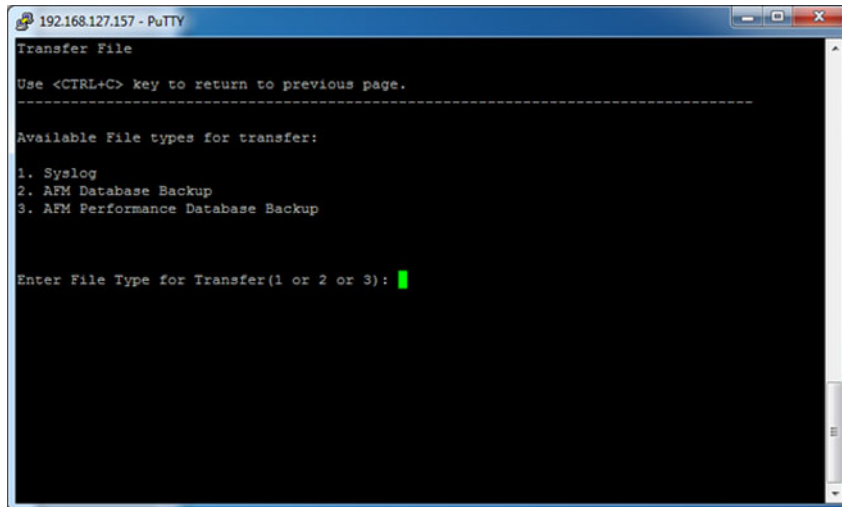 192.168.127.157 - PuTTY
Transfer File
Use <CTRL+C> key to return to previous page.
--------------------------------------------------------------------------------
Available File types for transfer:
1. Syslog
2. AFM Database Backup
3. AFM Performance Database Backup
Enter File Type for Transfer(1 or 2 or 3):